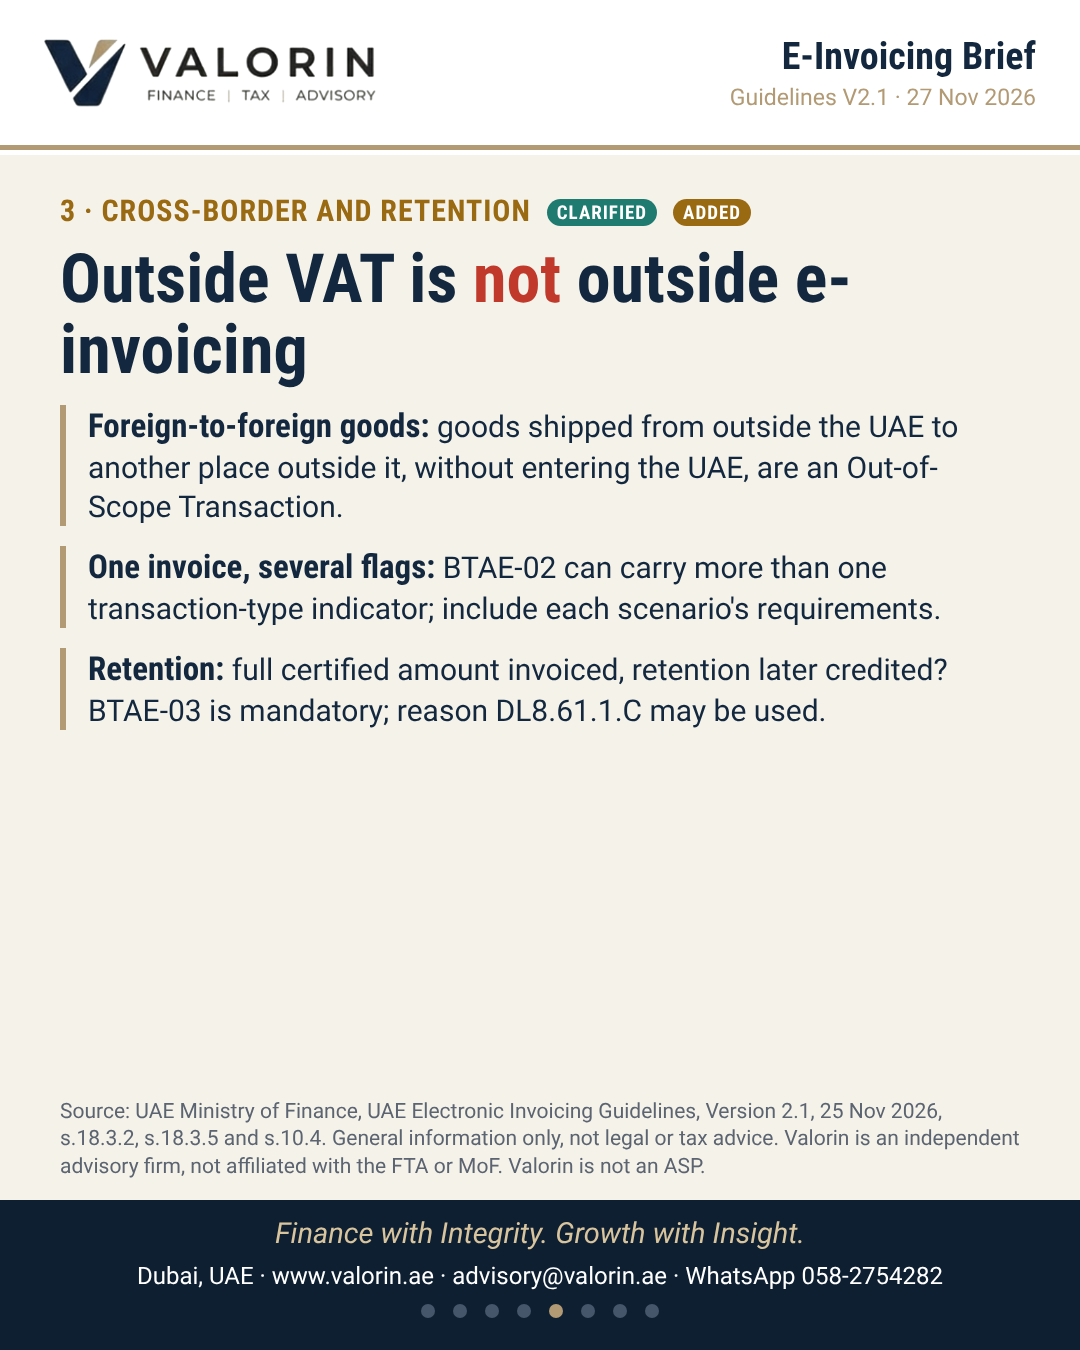 VALORIN
FINANCE | TAX | ADVISORY
E-Invoicing Brief
Guidelines V2.1 · 27 Nov 2026
3 · CROSS-BORDER AND RETENTION CLARIFIED ADDED
Outside VAT is not outside e-
invoicing
Foreign-to-foreign goods: goods shipped from outside the UAE to
another place outside it, without entering the UAE, are an Out-of-
Scope Transaction.
One invoice, several flags: BTAE-02 can carry more than one
transaction-type indicator; include each scenario's requirements.
Retention: full certified amount invoiced, retention later credited?
BTAE-03 is mandatory; reason DL8.61.1.C may be used.
Source: UAE Ministry of Finance, UAE Electronic Invoicing Guidelines, Version 2.1, 25 Nov 2026,
s.18.3.2, s.18.3.5 and s.10.4. General information only, not legal or tax advice. Valorin is an independent
advisory firm, not affiliated with the FTA or MoF. Valorin is not an ASP.
Finance with Integrity. Growth with Insight.
Dubai, UAE · www.valorin.ae · advisory@valorin.ae · WhatsApp 058-2754282